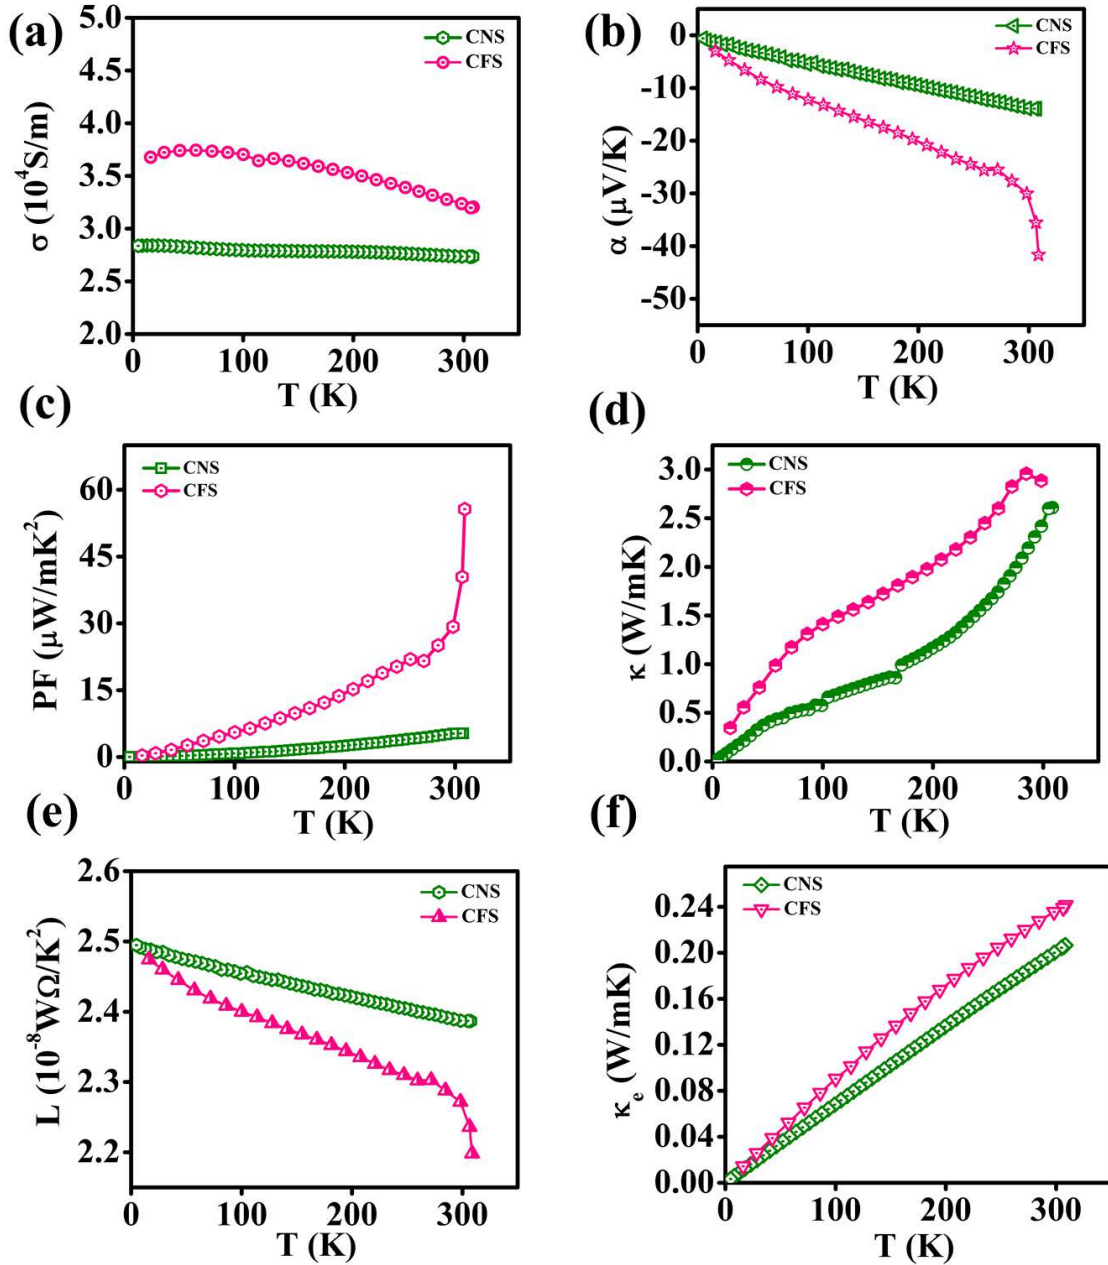 (a)
5.0
4.5
4.0
3.5
3.0
2.5
2.0
σ (10⁴S/m)
CNS
CFS
0 100 200 300
T (K)
(b)
0
-10
-20
-30
-40
-50
α (μV/K)
CNS
CFS
0 100 200 300
T (K)
(c)
60
45
30
15
0
PF (μW/mK²)
CNS
CFS
0 100 200 300
T (K)
(d)
3.0
2.5
2.0
1.5
1.0
0.5
0.0
κ (W/mK)
CNS
CFS
0 100 200 300
T (K)
(e)
2.6
2.5
2.4
2.3
2.2
L (10⁻⁸WΩ/K²)
CNS
CFS
0 100 200 300
T (K)
(f)
0.24
0.20
0.16
0.12
0.08
0.04
0.00
κₑ (W/mK)
CNS
CFS
0 100 200 300
T (K)